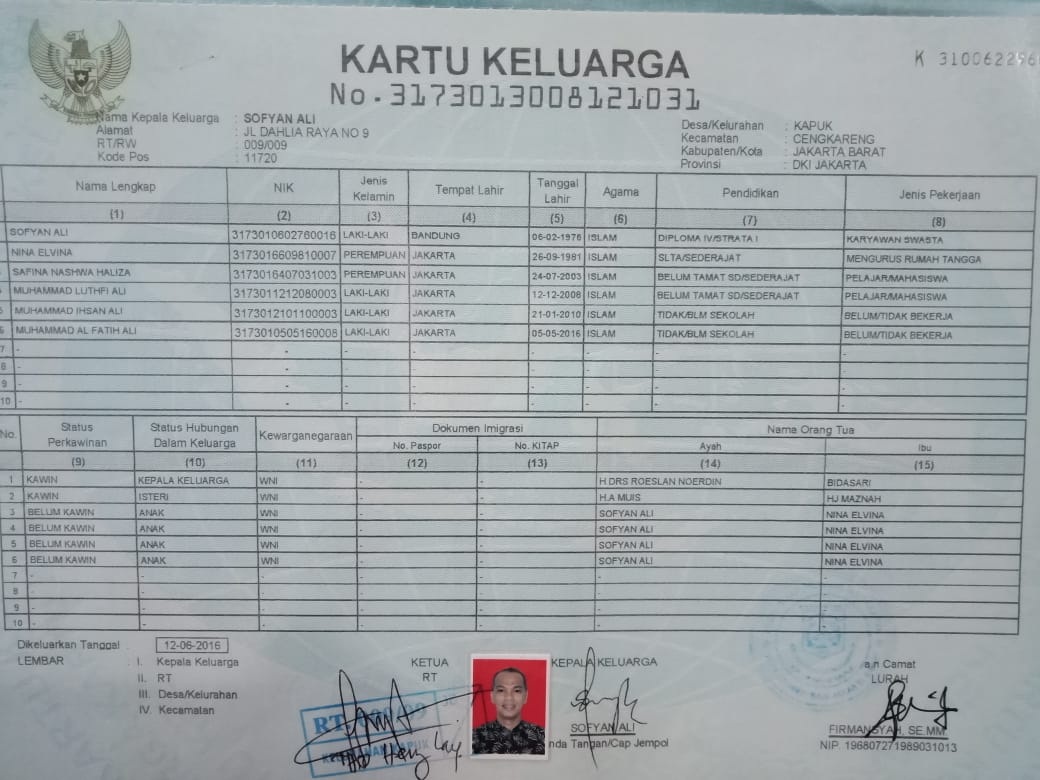 KARTU KELUARGA
No.3173013008121031
K 31006229
Nama Kepala Keluarga : SOFYAN ALI
Alamat : JL DAHLIA RAYA NO 9
RT/RW : 009/009
Kode Pos : 11720
Desa/Kelurahan : KAPUK
Kecamatan : CENGKARENG
Kabupaten/Kota : JAKARTA BARAT
Provinsi : DKI JAKARTA
Nama Lengkap NIK Jenis Kelamin Tempat Lahir Tanggal Lahir Agama Pendidikan Jenis Pekerjaan
(1) (2) (3) (4) (5) (6) (7) (8)
SOFYAN ALI 3173010602760016 LAKI-LAKI BANDUNG 06-02-1976 ISLAM DIPLOMA IV/STRATA I KARYAWAN SWASTA
NINA ELVINA 3173016609810007 PEREMPUAN JAKARTA 26-09-1981 ISLAM SLTA/SEDERAJAT MENGURUS RUMAH TANGGA
SAFINA NASHWA HALIZA 3173016407031003 PEREMPUAN JAKARTA 24-07-2003 ISLAM BELUM TAMAT SD/SEDERAJAT PELAJAR/MAHASISWA
MUHAMMAD LUTHFI ALI 3173011212080003 LAKI-LAKI JAKARTA 12-12-2008 ISLAM BELUM TAMAT SD/SEDERAJAT PELAJAR/MAHASISWA
5 MUHAMMAD IHSAN ALI 3173012101100003 LAKI-LAKI JAKARTA 21-01-2010 ISLAM TIDAK/BLM SEKOLAH BELUM/TIDAK BEKERJA
6 MUHAMMAD AL FATIH ALI 3173010505160008 LAKI-LAKI JAKARTA 05-05-2016 ISLAM TIDAK/BLM SEKOLAH BELUM/TIDAK BEKERJA
7 - - - - - - - -
8 - - - - - - - -
9 - - - - - - - -
10 - - - - - - - -
No. Status Perkawinan Status Hubungan Dalam Keluarga Kewarganegaraan Dokumen Imigrasi Nama Orang Tua
No. Paspor No. KITAP Ayah Ibu
(9) (10) (11) (12) (13) (14) (15)
1 KAWIN KEPALA KELUARGA WNI - - H DRS ROESLAN NOERDIN BIDASARI
2 KAWIN ISTERI WNI - - H.A MUIS HJ MAZNAH
3 BELUM KAWIN ANAK WNI - - SOFYAN ALI NINA ELVINA
4 BELUM KAWIN ANAK WNI - - SOFYAN ALI NINA ELVINA
5 BELUM KAWIN ANAK WNI - - SOFYAN ALI NINA ELVINA
6 BELUM KAWIN ANAK WNI - - SOFYAN ALI NINA ELVINA
7 - - - - - - -
8 - - - - - - -
9 - - - - - - -
10 - - - - - - -
Dikeluarkan Tanggal : 12-06-2016
LEMBAR : I. Kepala Keluarga
II. RT
III. Desa/Kelurahan
IV. Kecamatan
KETUA
RT
KEPALA KELUARGA
SOFYAN ALI
nda Tangan/Cap Jempol
a.n Camat
LURAH
FIRMANSYAH, SE.MM.
NIP. 196807271989031013